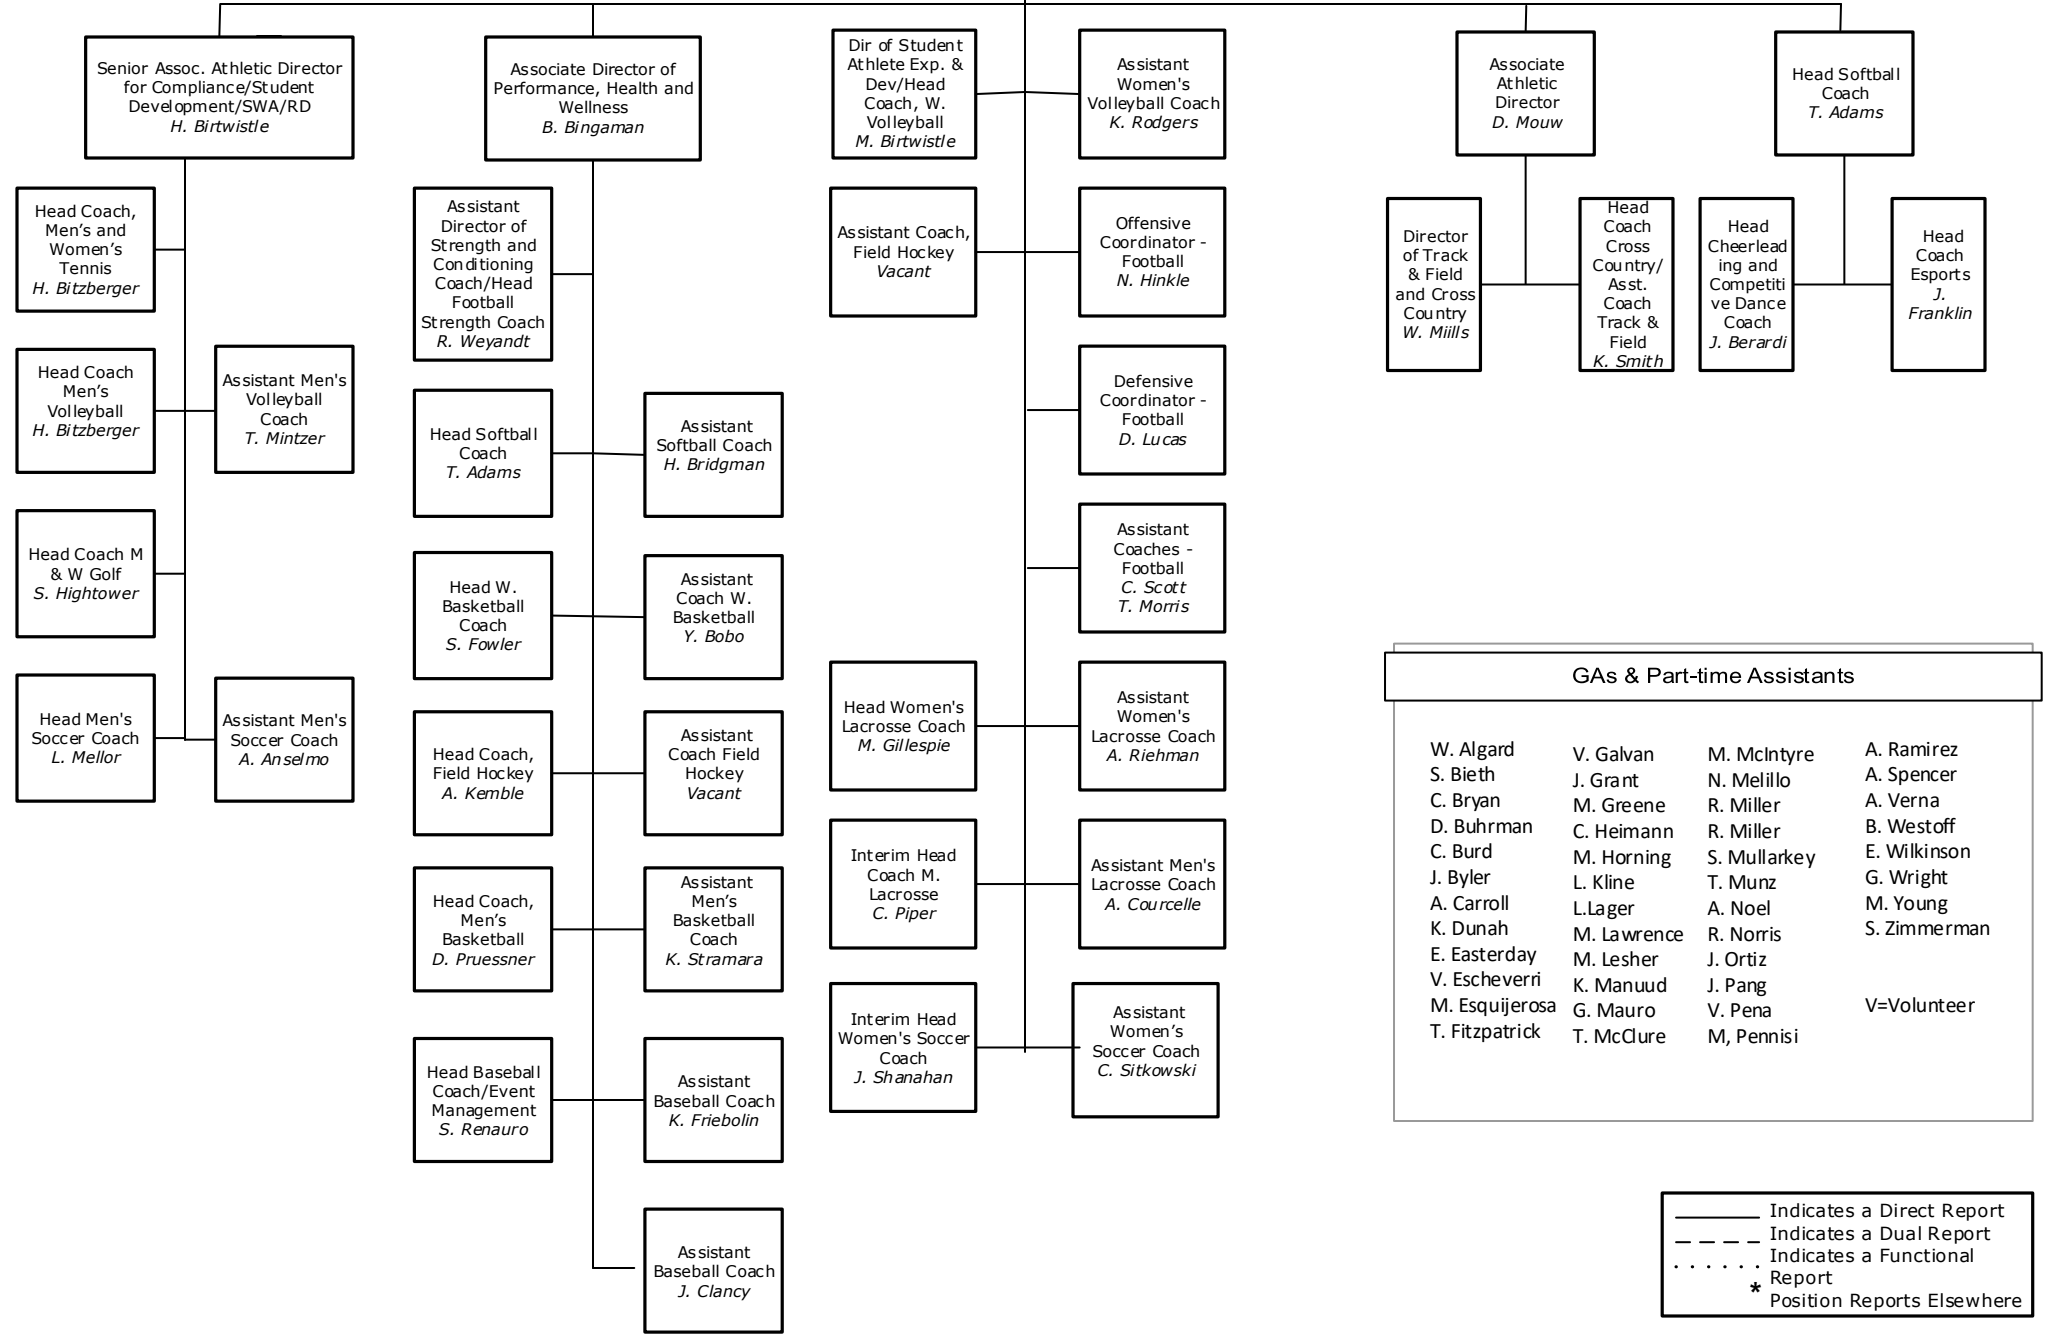 Senior Assoc. Athletic Director
for Compliance/Student
Development/SWA/RD
H. Birtwistle
Head Coach,
Men’s and
Women’s
Tennis
H. Bitzberger
Head Coach
Men’s
Volleyball
H. Bitzberger
Assistant Men's
Volleyball
Coach
T. Mintzer
Head Coach M
& W Golf
S. Hightower
Head Men's
Soccer Coach
L. Mellor
Assistant Men's
Soccer Coach
A. Anselmo
Associate Director of
Performance, Health and
Wellness
B. Bingaman
Assistant
Director of
Strength and
Conditioning
Coach/Head
Football
Strength Coach
R. Weyandt
Head Softball
Coach
T. Adams
Assistant
Softball Coach
H. Bridgman
Head W.
Basketball
Coach
S. Fowler
Assistant
Coach W.
Basketball
Y. Bobo
Head Coach,
Field Hockey
A. Kemble
Assistant
Coach Field
Hockey
Vacant
Head Coach,
Men’s
Basketball
D. Pruessner
Assistant
Men’s
Basketball
Coach
K. Stramara
Head Baseball
Coach/Event
Management
S. Renauro
Assistant
Baseball Coach
K. Friebolin
Assistant
Baseball Coach
J. Clancy
Dir of Student
Athlete Exp. &
Dev/Head
Coach, W.
Volleyball
M. Birtwistle
Assistant
Women's
Volleyball Coach
K. Rodgers
Assistant Coach,
Field Hockey
Vacant
Offensive
Coordinator -
Football
N. Hinkle
Defensive
Coordinator -
Football
D. Lucas
Assistant
Coaches -
Football
C. Scott
T. Morris
Head Women's
Lacrosse Coach
M. Gillespie
Assistant
Women's
Lacrosse Coach
A. Riehman
Interim Head
Coach M.
Lacrosse
C. Piper
Assistant Men's
Lacrosse Coach
A. Courcelle
Interim Head
Women's Soccer
Coach
J. Shanahan
Assistant
Women’s
Soccer Coach
C. Sitkowski
Associate
Athletic
Director
D. Mouw
Director
of Track
& Field
and Cross
Country
W. Miills
Head
Coach
Cross
Country/
Asst.
Coach
Track &
Field
K. Smith
Head Softball
Coach
T. Adams
Head
Cheerlead
ing and
Competiti
ve Dance
Coach
J. Berardi
Head
Coach
Esports
J.
Franklin
GAs & Part-time Assistants
W. Algard
S. Bieth
C. Bryan
D. Buhrman
C. Burd
J. Byler
A. Carroll
K. Dunah
E. Easterday
V. Escheverri
M. Esquijerosa
T. Fitzpatrick
V. Galvan
J. Grant
M. Greene
C. Heimann
M. Horning
L. Kline
L.Lager
M. Lawrence
M. Lesher
K. Manuud
G. Mauro
T. McClure
M. McIntyre
N. Melillo
R. Miller
R. Miller
S. Mullarkey
T. Munz
A. Noel
R. Norris
J. Ortiz
J. Pang
V. Pena
M, Pennisi
A. Ramirez
A. Spencer
A. Verna
B. Westoff
E. Wilkinson
G. Wright
M. Young
S. Zimmerman
V=Volunteer
Indicates a Direct Report
Indicates a Dual Report
Indicates a Functional
Report
* Position Reports Elsewhere